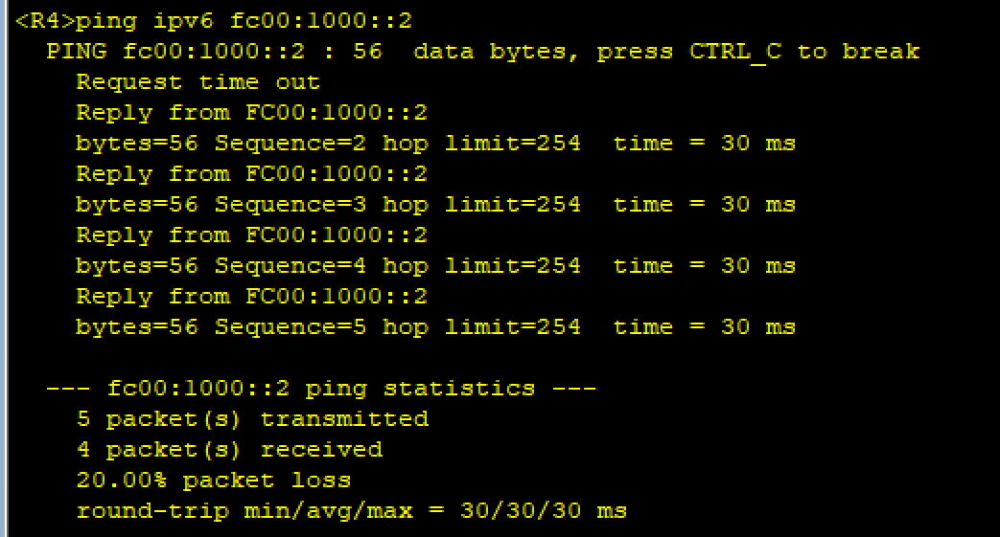 <R4>ping ipv6 fc00:1000::2
PING fc00:1000::2 : 56  data bytes, press CTRL_C to break
Request time out
Reply from FC00:1000::2
bytes=56 Sequence=2 hop limit=254  time = 30 ms
Reply from FC00:1000::2
bytes=56 Sequence=3 hop limit=254  time = 30 ms
Reply from FC00:1000::2
bytes=56 Sequence=4 hop limit=254  time = 30 ms
Reply from FC00:1000::2
bytes=56 Sequence=5 hop limit=254  time = 30 ms
--- fc00:1000::2 ping statistics ---
5 packet(s) transmitted
4 packet(s) received
20.00% packet loss
round-trip min/avg/max = 30/30/30 ms